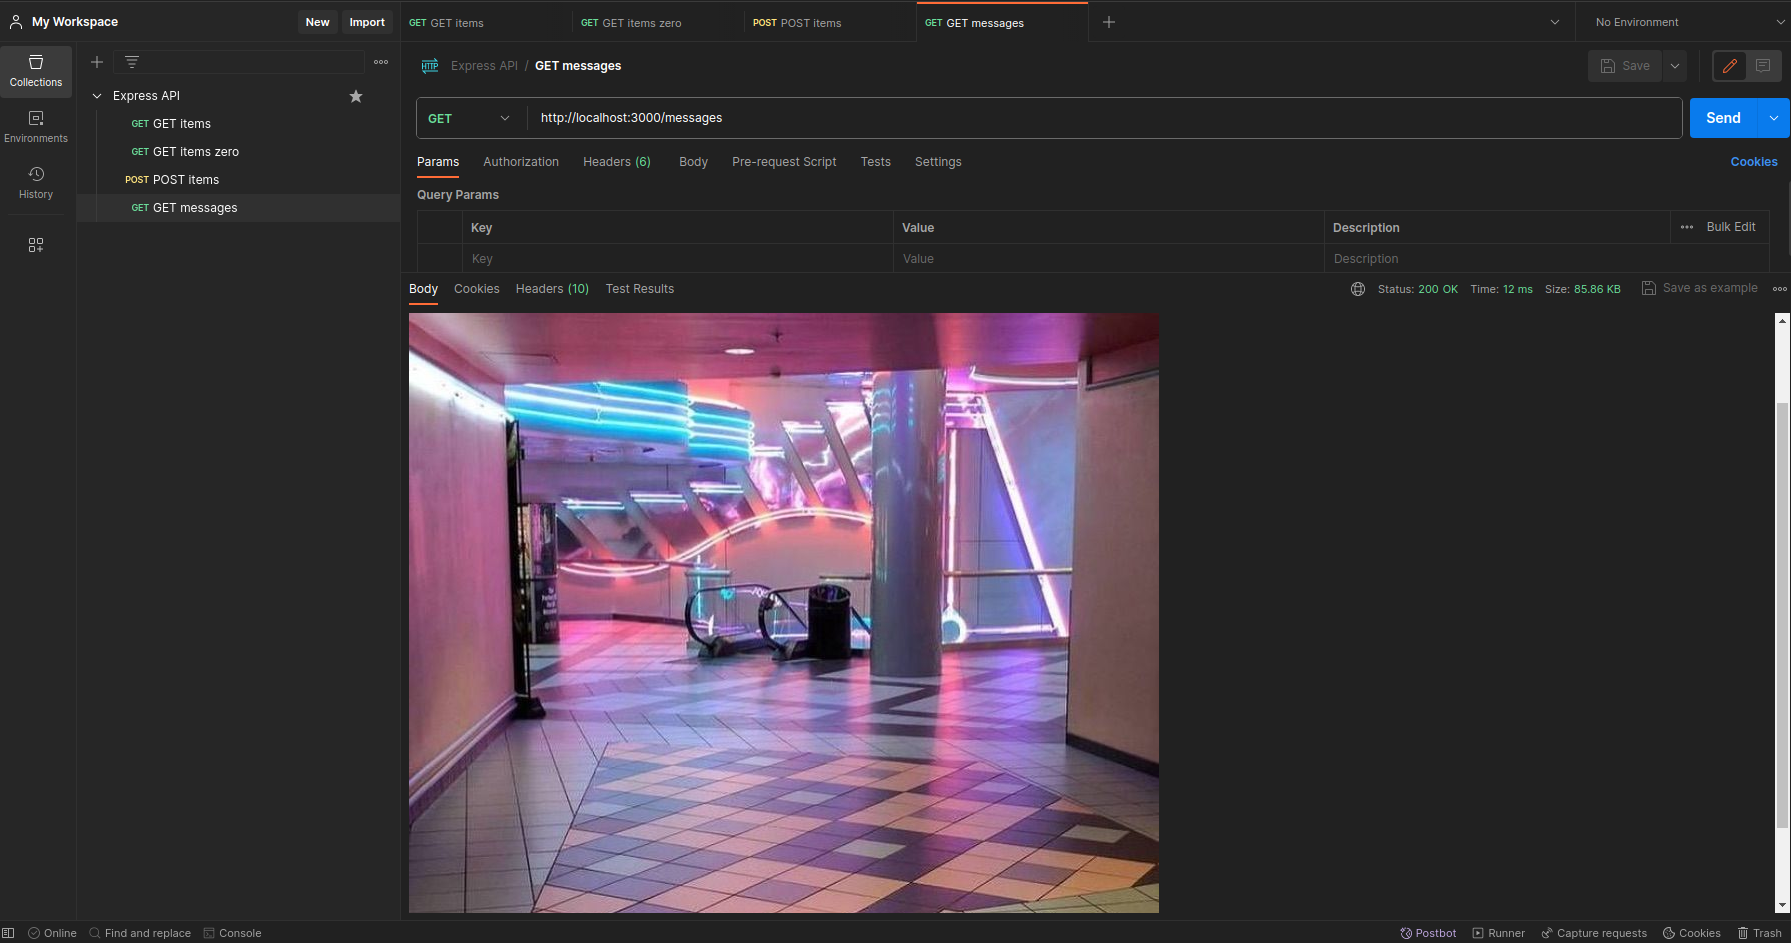 My Workspace
New
Import
GET GET items
GET GET items zero
POST POST items
GET GET messages
No Environment
Collections
Environments
History
Express API
GET GET items
GET GET items zero
POST POST items
GET GET messages
HTTP Express API / GET messages
Save
GET
http://localhost:3000/messages
Send
Params
Authorization
Headers (6)
Body
Pre-request Script
Tests
Settings
Cookies
Query Params
Key
Value
Description
Bulk Edit
Key
Value
Description
Body
Cookies
Headers (10)
Test Results
Status: 200 OK
Time: 12 ms
Size: 85.86 KB
Save as example
Online
Find and replace
Console
Postbot
Runner
Capture requests
Cookies
Trash